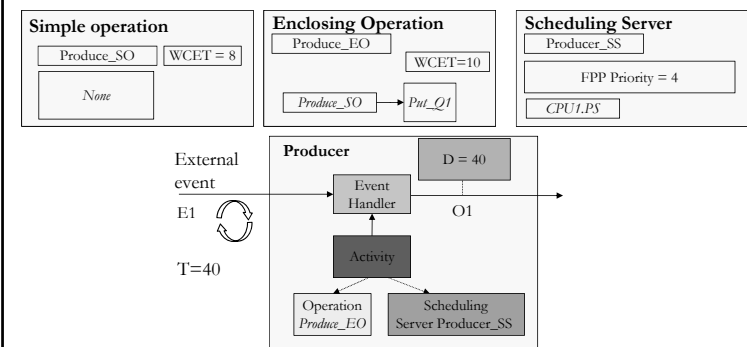 Simple operation
Produce_SO
WCET = 8
None
Enclosing Operation
Produce_EO
WCET=10
Produce_SO
Put_Q1
Scheduling Server
Producer_SS
FPP Priority = 4
CPU1.PS
Producer
D = 40
External
event
E1
T=40
Event
Handler
O1
Activity
Operation
Produce_EO
Scheduling
Server Producer_SS